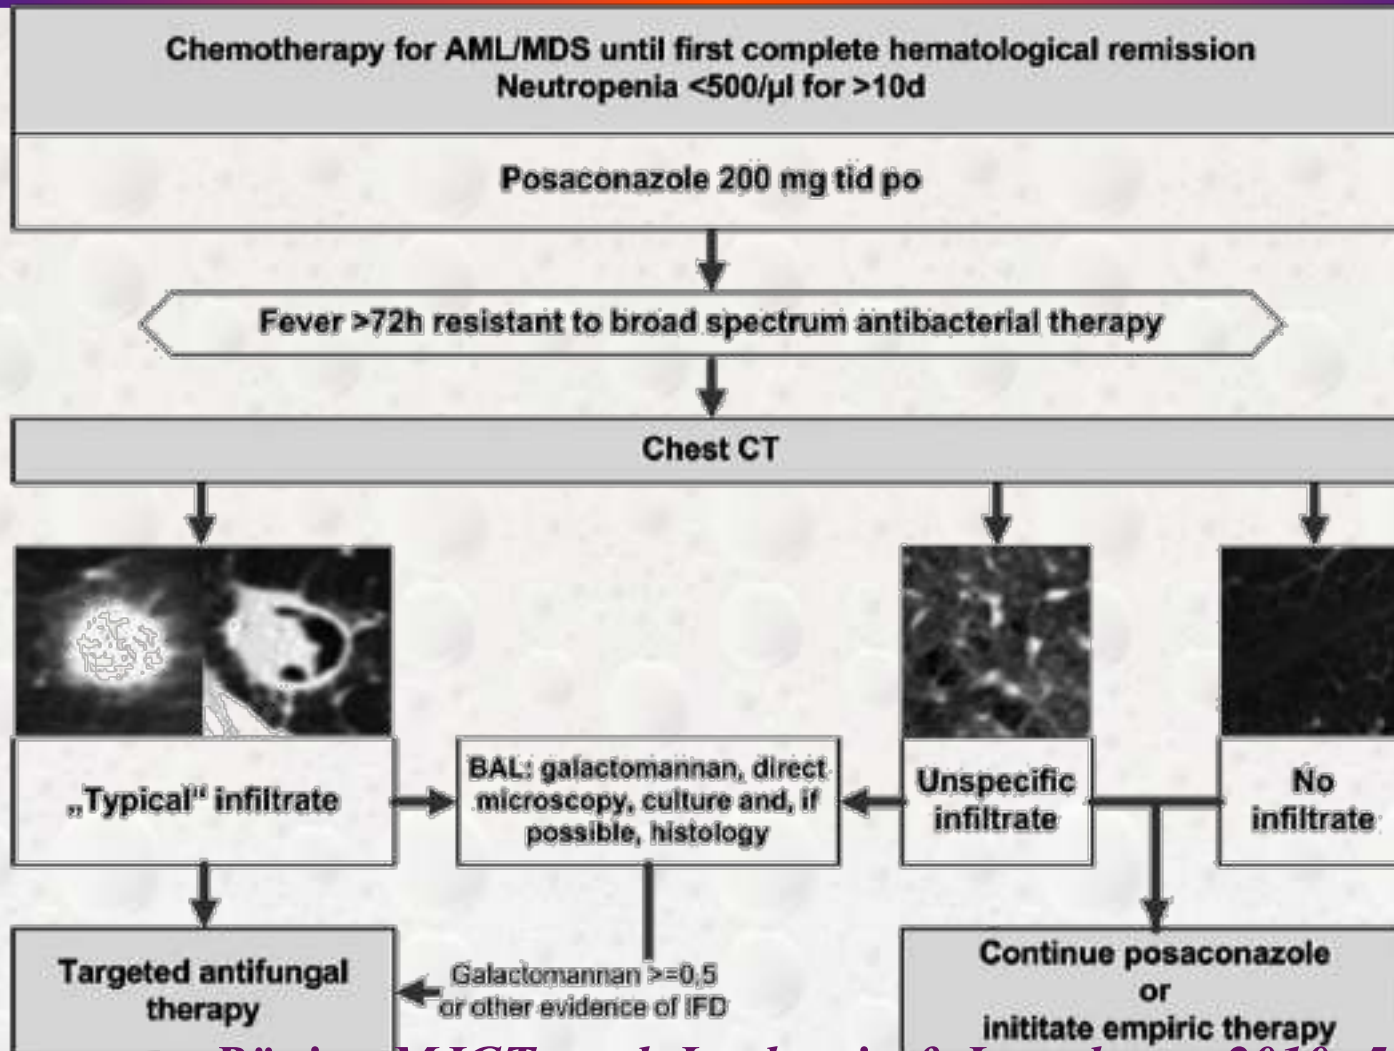 Chemotherapy for AML/MDS until first complete hematological remission
Neutropenia <500/µl for >10d
Posaconazole 200 mg tid po
Fever >72h resistant to broad spectrum antibacterial therapy
Chest CT
„Typical“ infiltrate
BAL: galactomannan, direct
microscopy, culture and, if
possible, histology
Unspecific
infiltrate
No
infiltrate
Targeted antifungal
therapy
Galactomannan >=0,5
or other evidence of IFD
Continue posaconazole
or
inititate empiric therapy